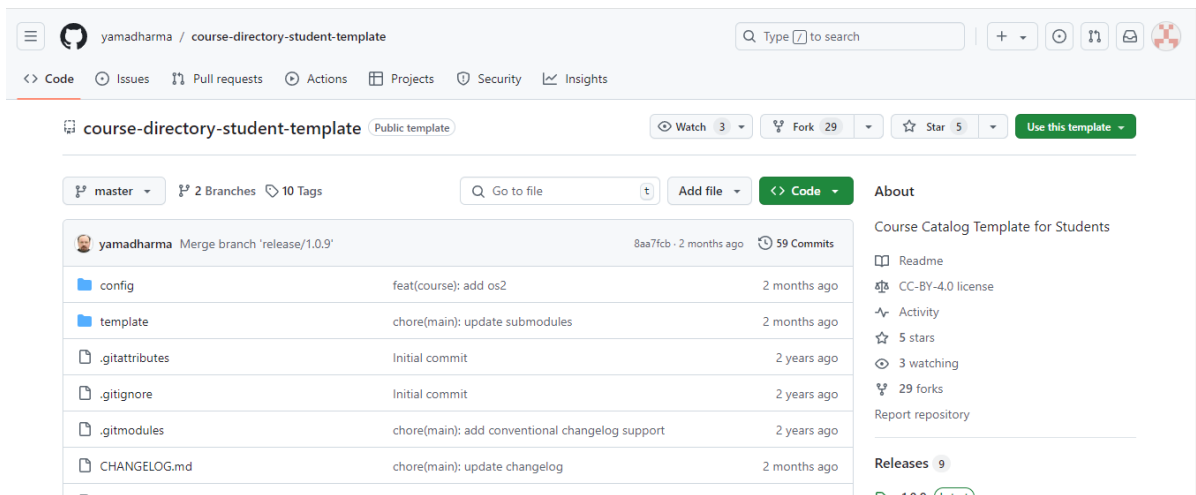 yamadharma / course-directory-student-template
Type / to search
Code Issues Pull requests Actions Projects Security Insights
course-directory-student-template Public template
Watch 3 Fork 29 Star 5 Use this template
master 2 Branches 10 Tags Go to file t Add file Code
About
Course Catalog Template for Students
yamadharma Merge branch 'release/1.0.9' 8aa7fcb · 2 months ago 59 Commits
config feat(course): add os2 2 months ago
template chore(main): update submodules 2 months ago
.gitattributes Initial commit 2 years ago
.gitignore Initial commit 2 years ago
.gitmodules chore(main): add conventional changelog support 2 years ago
CHANGELOG.md chore(main): update changelog 2 months ago
Readme
CC-BY-4.0 license
Activity
5 stars
3 watching
29 forks
Report repository
Releases 9